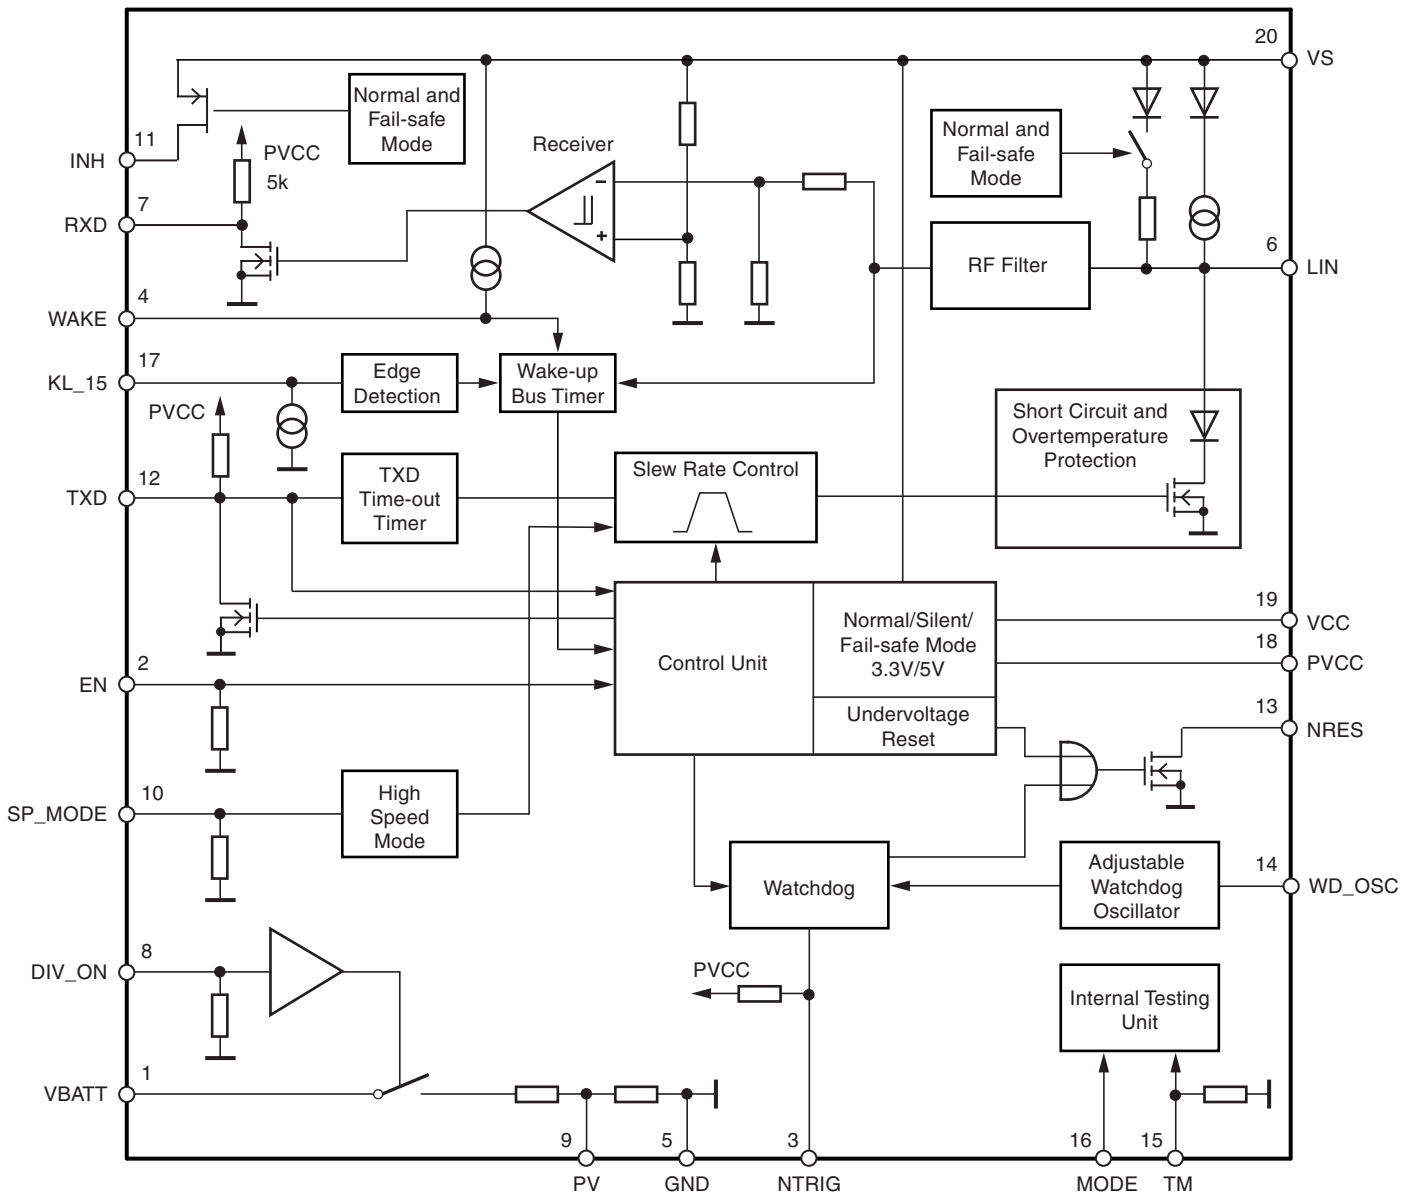 20
VS
Normal and
Fail-safe
Mode
11
INH
PVCC
5k
Receiver
-
+
Normal and
Fail-safe
Mode
7
RXD
RF Filter
6
LIN
4
WAKE
17
KL_15
Edge
Detection
Wake-up
Bus Timer
PVCC
Short Circuit and
Overtemperature
Protection
12
TXD
TXD
Time-out
Timer
Slew Rate Control
Control Unit
Normal/Silent/
Fail-safe Mode
3.3V/5V
Undervoltage
Reset
19
VCC
18
PVCC
2
EN
13
NRES
10
SP_MODE
High
Speed
Mode
Watchdog
Adjustable
Watchdog
Oscillator
14
WD_OSC
8
DIV_ON
PVCC
Internal Testing
Unit
1
VBATT
9
5
3
16
15
PV
GND
NTRIG
MODE
TM